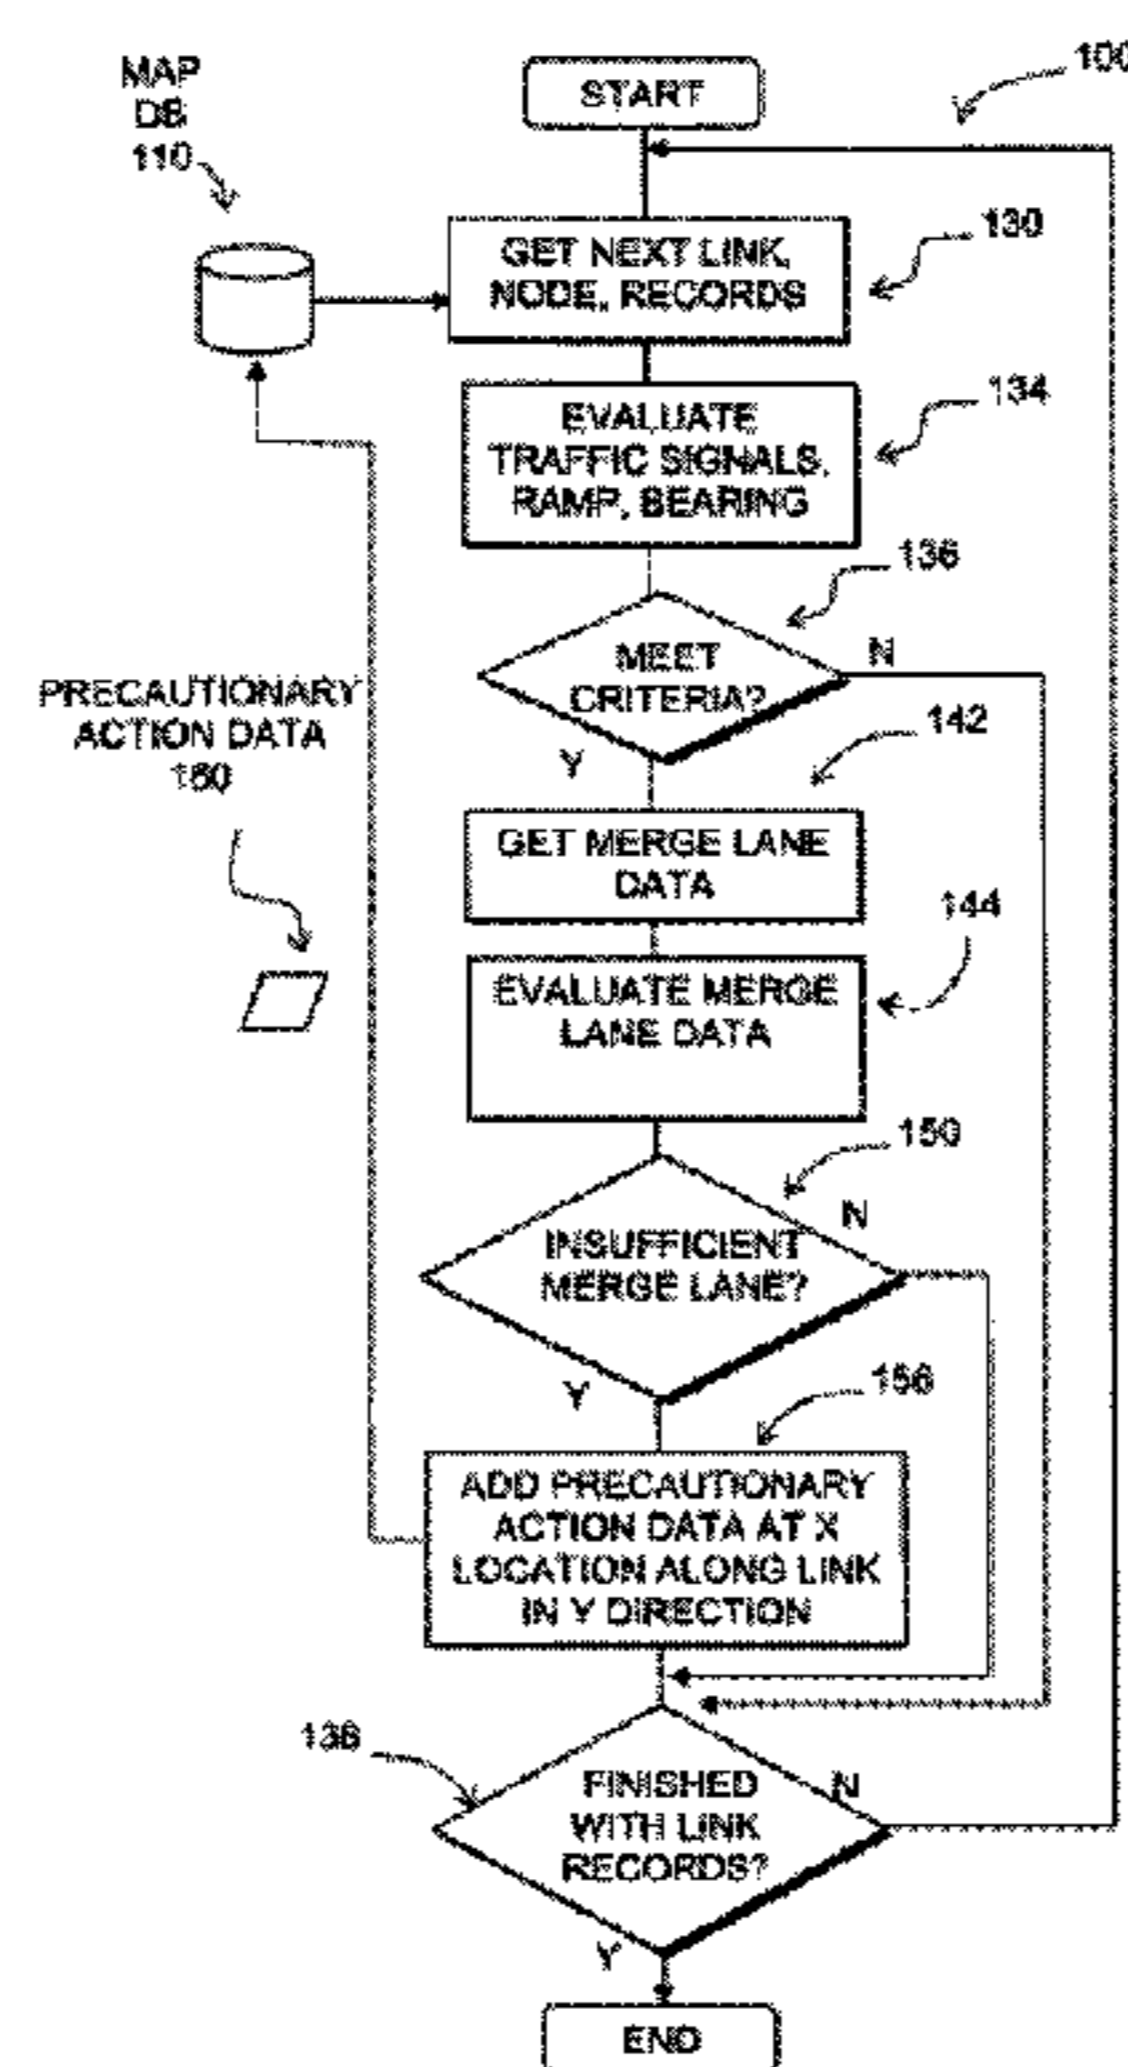 MAP
DB
110
START
100
GET NEXT LINK,
NODE, RECORDS
130
EVALUATE
TRAFFIC SIGNALS,
RAMP, BEARING
134
MEET
CRITERIA?
136
N
Y
PRECAUTIONARY
ACTION DATA
160
GET MERGE LANE
DATA
142
EVALUATE MERGE
LANE DATA
144
INSUFFICIENT
MERGE LANE?
150
N
Y
ADD PRECAUTIONARY
ACTION DATA AT X
LOCATION ALONG LINK
IN Y DIRECTION
156
138
FINISHED
WITH LINK
RECORDS?
N
Y
END